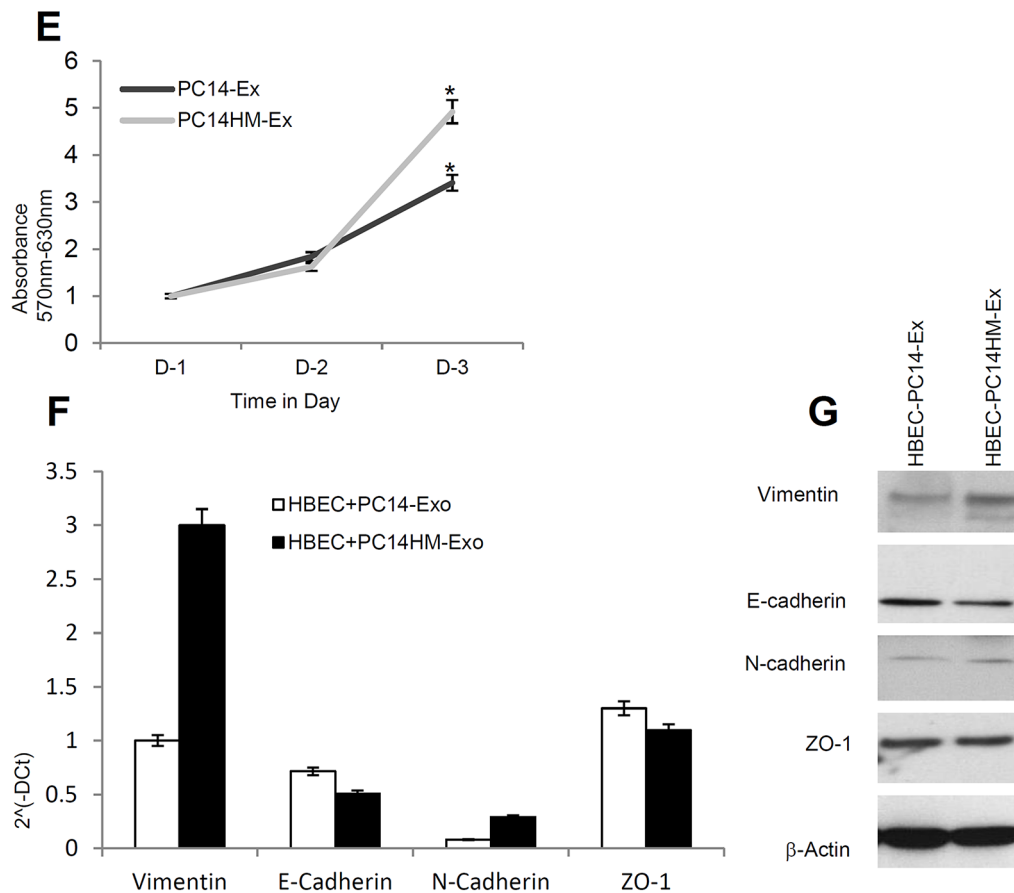 E
6
5
4
3
2
1
0
PC14-Ex
PC14HM-Ex
*
*
Absorbance
570nm-630nm
D-1 D-2 D-3
Time in Day
F
3.5
3
2.5
2
1.5
1
0.5
0
2^(-DCt)
HBEC+PC14-Exo
HBEC+PC14HM-Exo
Vimentin E-Cadherin N-Cadherin ZO-1
G
HBEC-PC14-Ex
HBEC-PC14HM-Ex
Vimentin
E-cadherin
N-cadherin
ZO-1
β-Actin